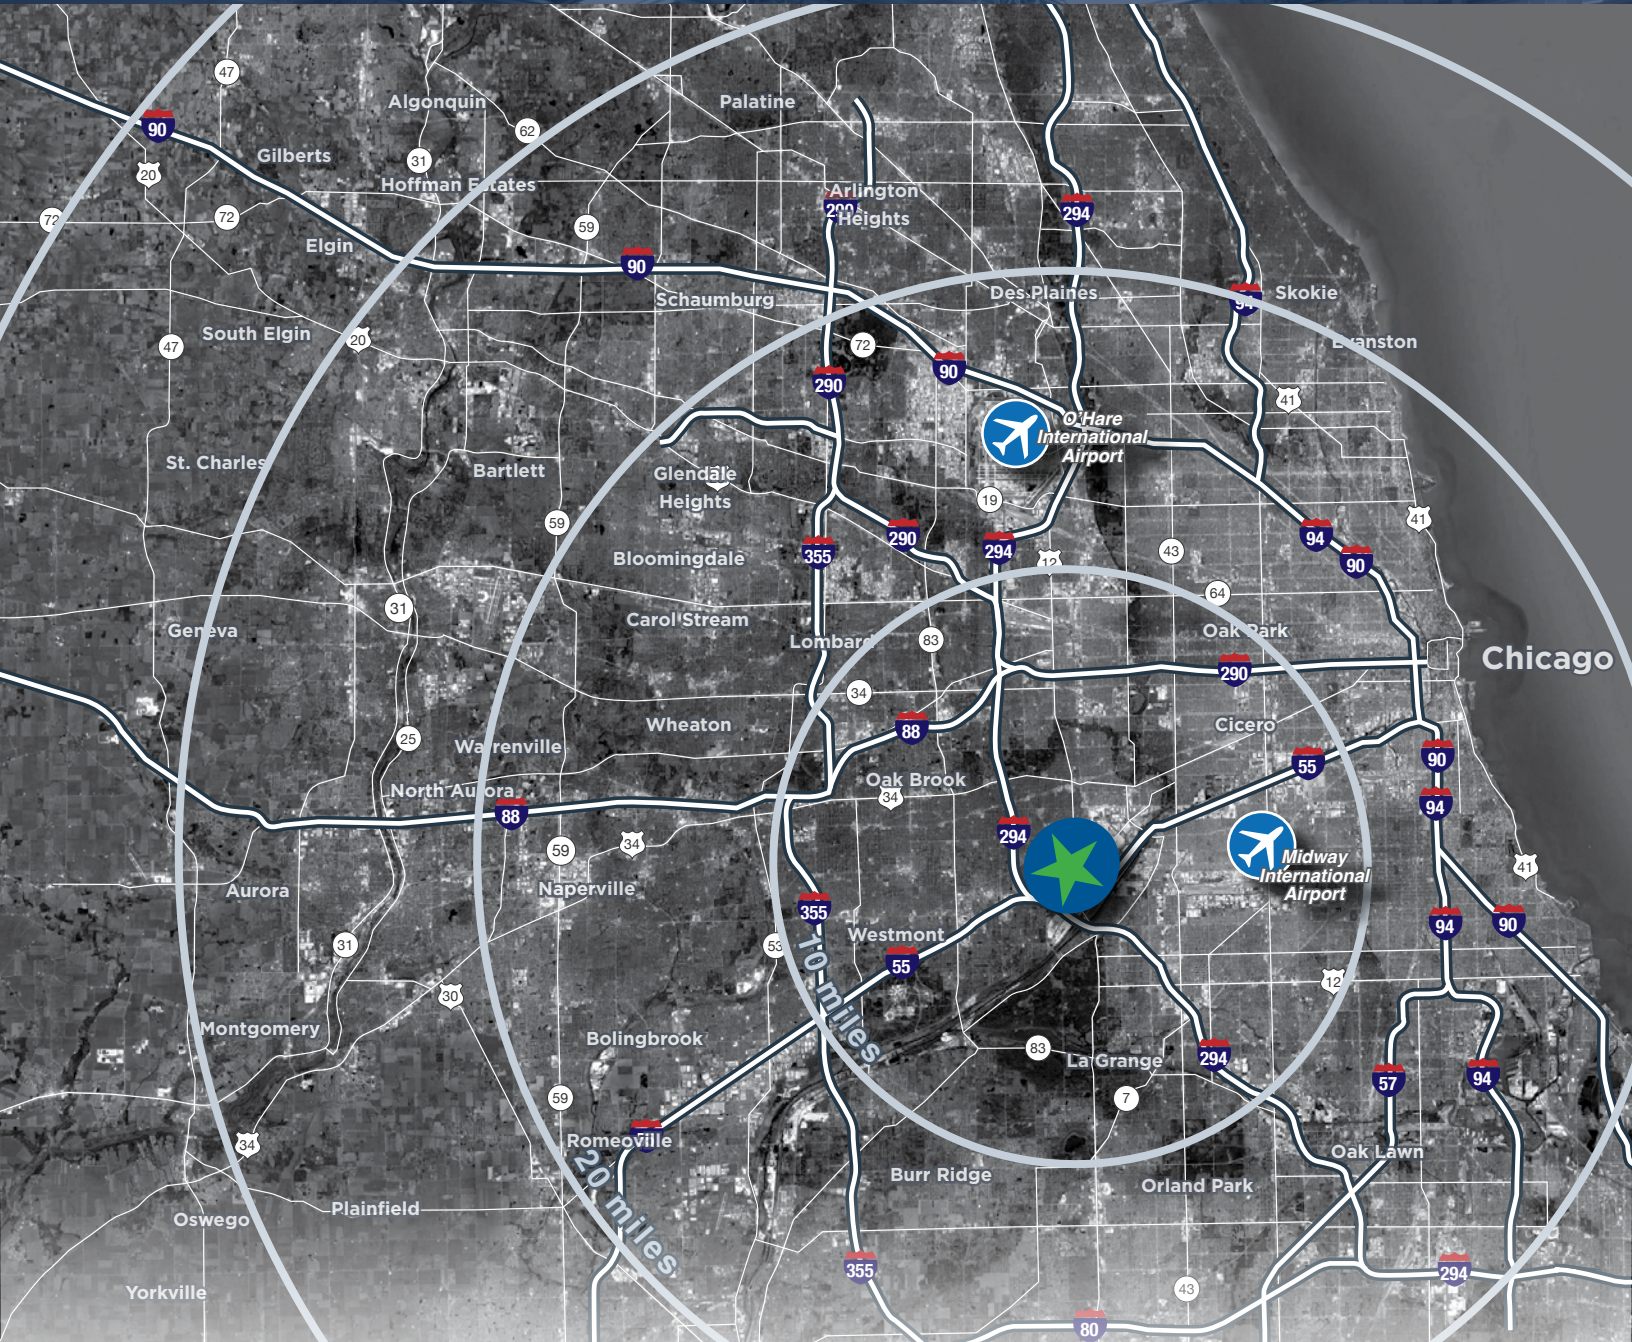 47
Algonquin
Palatine
90
62
Gilberts
31
20
Hoffman Estates
Arlington
Heights
290
294
72
72
59
Elgin
90
Des Plaines
Skokie
94
Schaumburg
South Elgin
20
47
72
Evanston
90
290
41
O'Hare
International
Airport
St. Charles
Bartlett
Glendale
Heights
19
59
41
290
94
294
355
43
Bloomingdale
12
90
64
31
Carol Stream
Geneva
Lombard
83
Oak Park
Chicago
290
34
Wheaton
88
Cicero
25
Warrenville
90
55
Oak Brook
North Aurora
34
88
94
294
34
59
Midway
International
Airport
41
Aurora
Naperville
355
94
90
Westmont
31
53
10 miles
55
12
30
Montgomery
Bolingbrook
83
La Grange
294
57
94
59
7
34
Romeoville
Oak Lawn
20 miles
Burr Ridge
Orland Park
Oswego
Plainfield
355
294
43
Yorkville
80